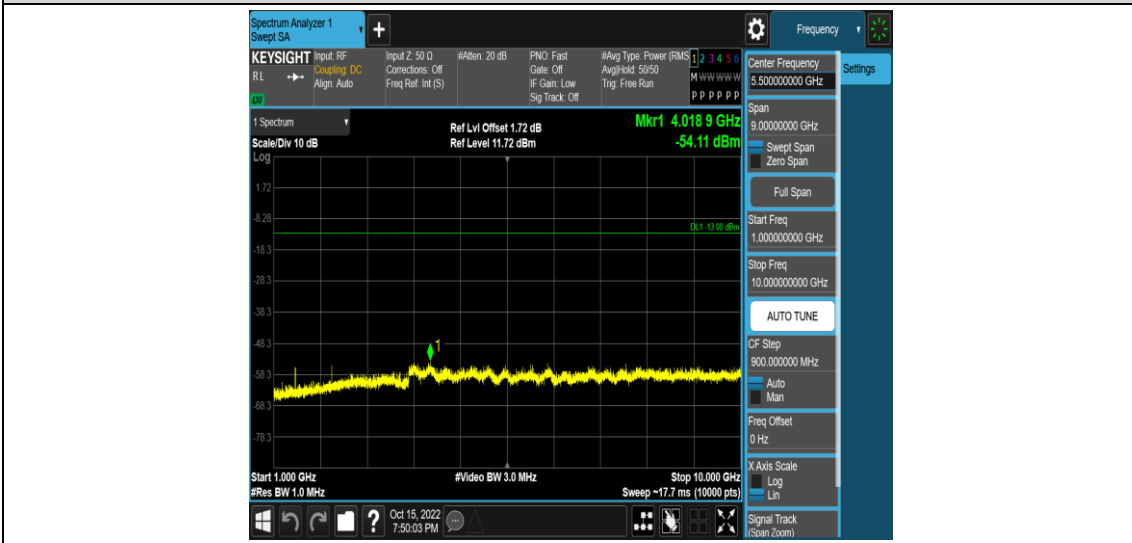 Spectrum Analyzer 1
Swept SA
Frequency
KEYSIGHT
RL
LXI
Input: RF
Coupling: DC
Align: Auto
Input Z: 50 Ω
Corrections: Off
Freq Ref: Int (S)
#Atten: 20 dB
PNO: Fast
Gate: Off
IF Gain: Low
Sig Track: Off
#Avg Type: Power (RMS
Avg|Hold: 50/50
Trig: Free Run
1 2 3 4 5 6
M W W W W W
P P P P P P
1 Spectrum
Scale/Div 10 dB
Log
Ref Lvl Offset 1.72 dB
Ref Level 11.72 dBm
Mkr1 4.018 9 GHz
-54.11 dBm
1.72
-8.28
DL1 -13.00 dBm
-18.3
-28.3
-38.3
-48.3
1
-58.3
-68.3
-78.3
Start 1.000 GHz
#Video BW 3.0 MHz
Stop 10.000 GHz
#Res BW 1.0 MHz
Sweep ~17.7 ms (10000 pts)
Oct 15, 2022
7:50:03 PM
Center Frequency
5.500000000 GHz
Settings
Span
9.00000000 GHz
Swept Span
Zero Span
Full Span
Start Freq
1.000000000 GHz
Stop Freq
10.000000000 GHz
AUTO TUNE
CF Step
900.000000 MHz
Auto
Man
Freq Offset
0 Hz
X Axis Scale
Log
Lin
Signal Track
(Span Zoom)